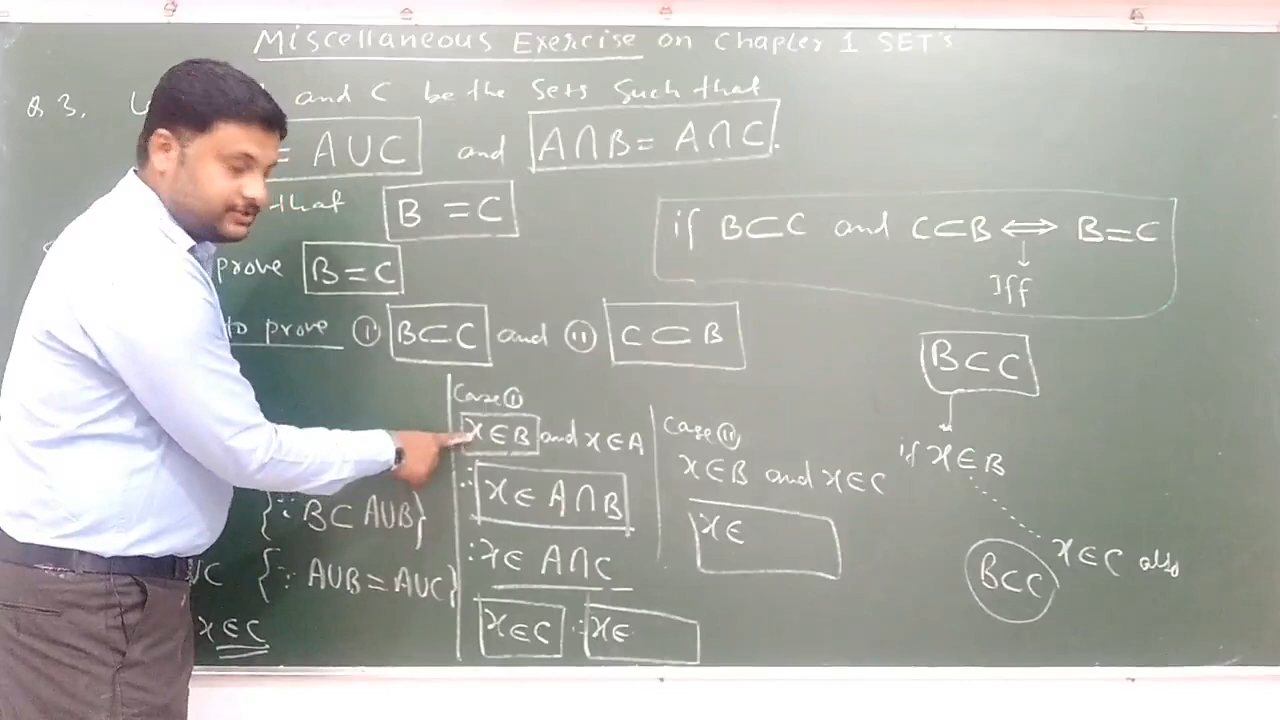 Miscellaneous Exercise on Chapter 1 SET's
Q 3. and C be the sets such that
= A∪C and A∩B = A∩C.
that B = C
prove B = C
to prove (i) B⊂C and (ii) C⊂B
if B⊂C and C⊂B ⟺ B=C
↓
Iff
{∵ B⊂A∪B}
∪C {∵ A∪B = A∪C}
x∈C
Case (i)
x∈B and x∈A
∴ x∈A∩B
∴ x∈A∩C
x∈C ∴ x∈
Case (ii)
x∈B and x∈C
x∈
B⊂C
if x∈B
x∈C also
B⊂C